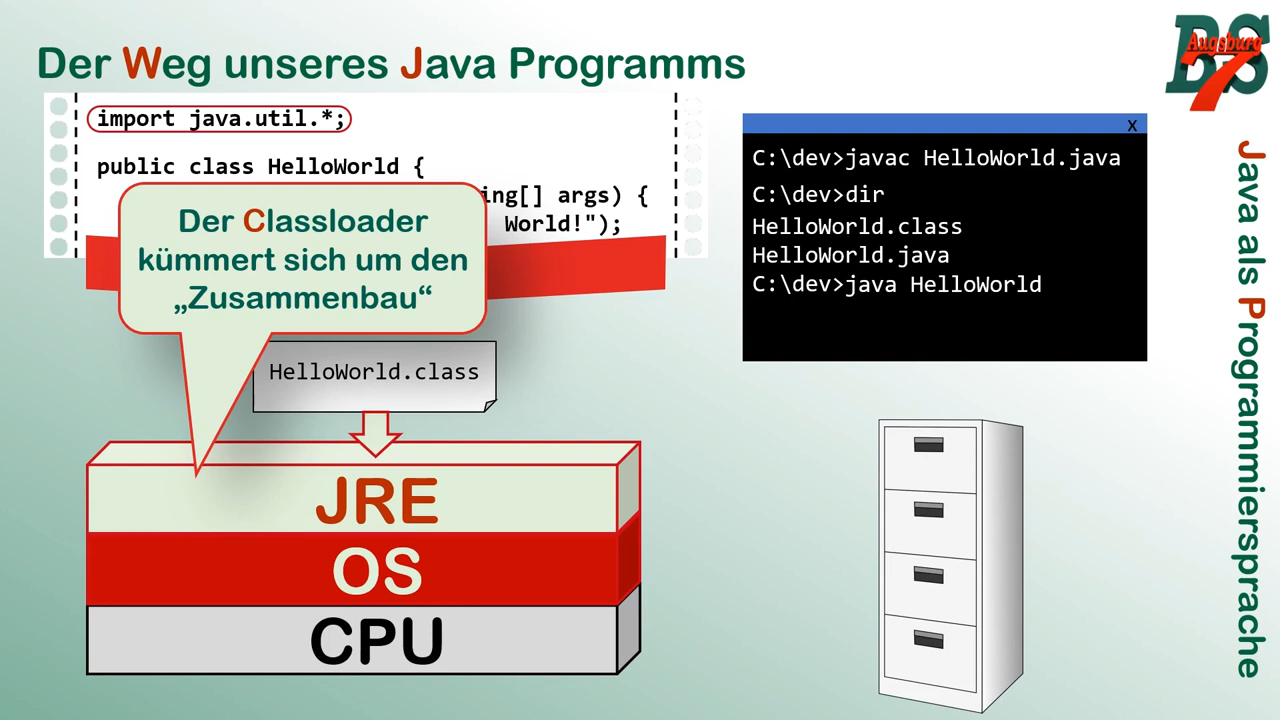 Der Weg unseres Java Programms
import java.util.*;
public class HelloWorld {
ing[] args) {
World!");
Der Classloader
kümmert sich um den
„Zusammenbau“
HelloWorld.class
JRE
OS
CPU
x
C:\dev>javac HelloWorld.java
C:\dev>dir
HelloWorld.class
HelloWorld.java
C:\dev>java HelloWorld
BS
Augsburg
7
Java als Programmiersprache